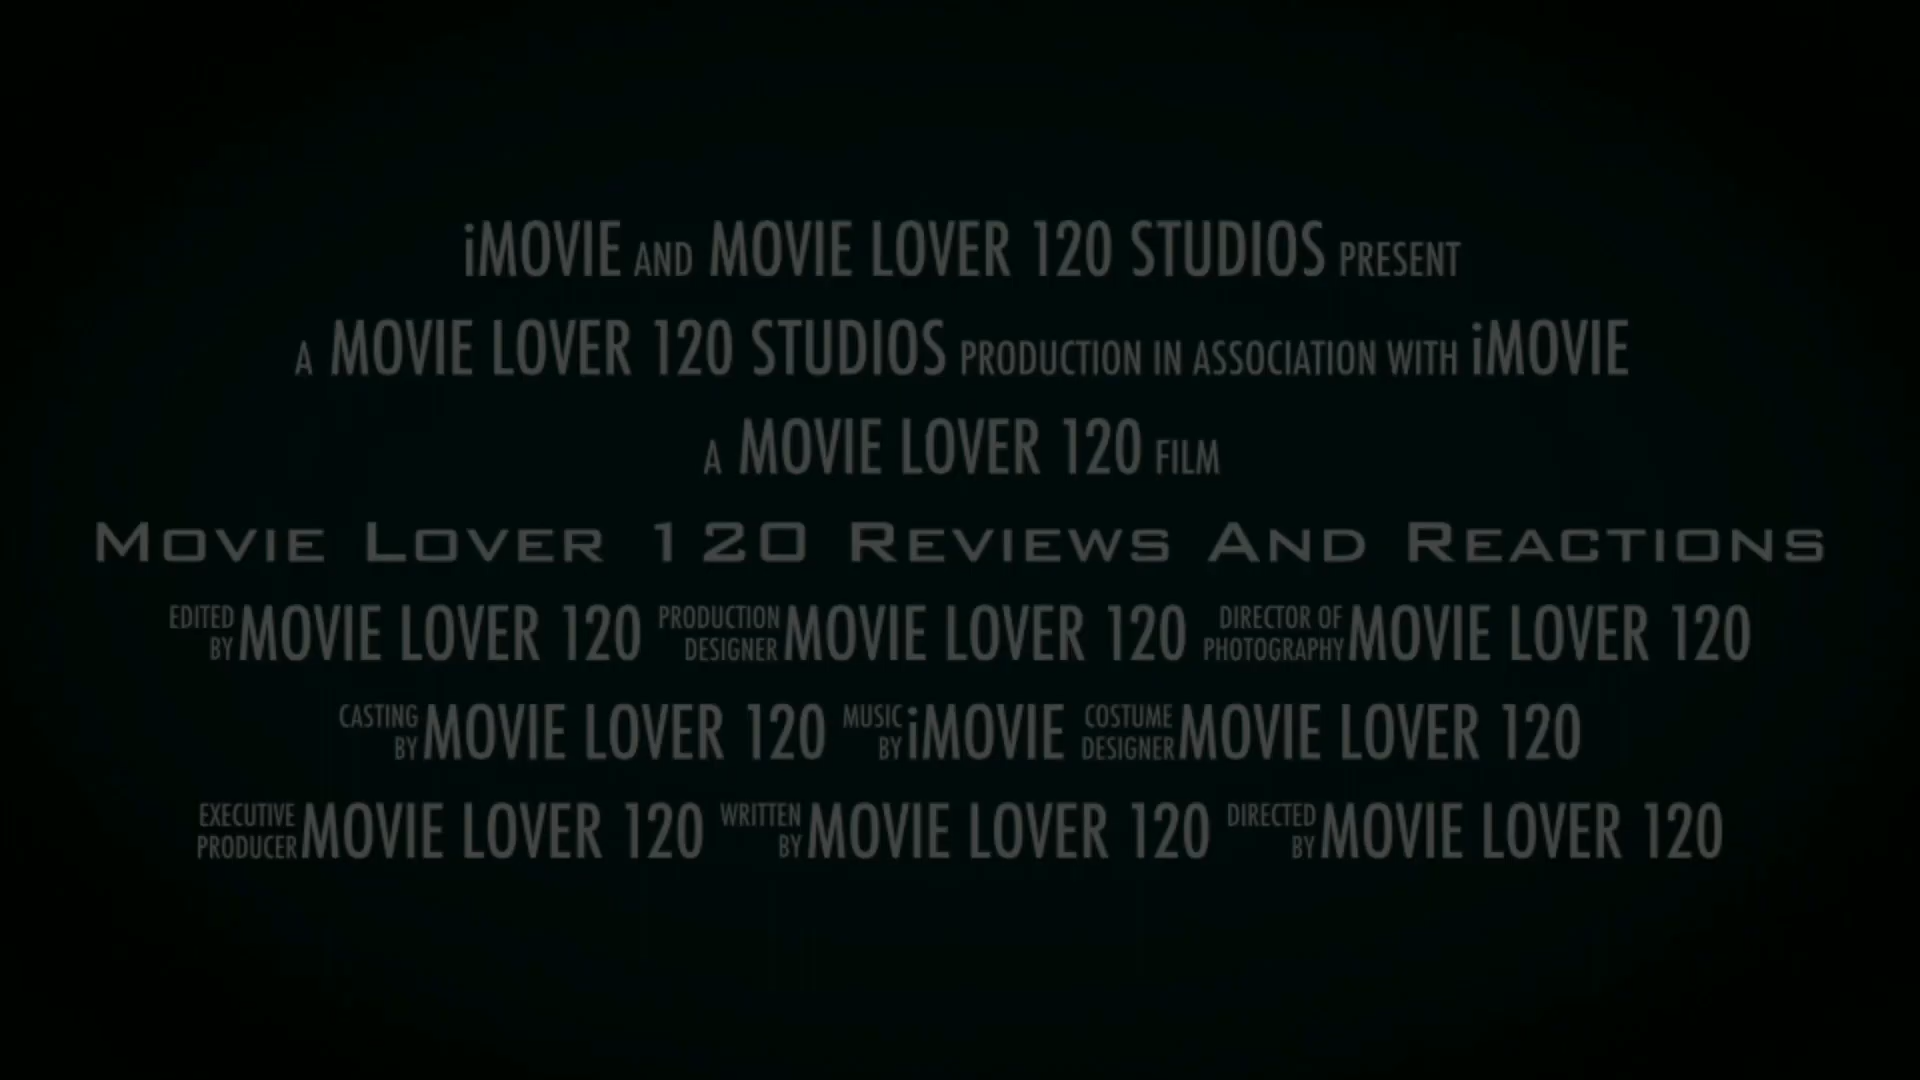 iMOVIE AND MOVIE LOVER 120 STUDIOS PRESENT
A MOVIE LOVER 120 STUDIOS PRODUCTION IN ASSOCIATION WITH iMOVIE
A MOVIE LOVER 120 FILM
MOVIE LOVER 120 REVIEWS AND REACTIONS
EDITED BY MOVIE LOVER 120 PRODUCTION DESIGNER MOVIE LOVER 120 DIRECTOR OF PHOTOGRAPHY MOVIE LOVER 120
CASTING BY MOVIE LOVER 120 MUSIC BY iMOVIE COSTUME DESIGNER MOVIE LOVER 120
EXECUTIVE PRODUCER MOVIE LOVER 120 WRITTEN BY MOVIE LOVER 120 DIRECTED BY MOVIE LOVER 120